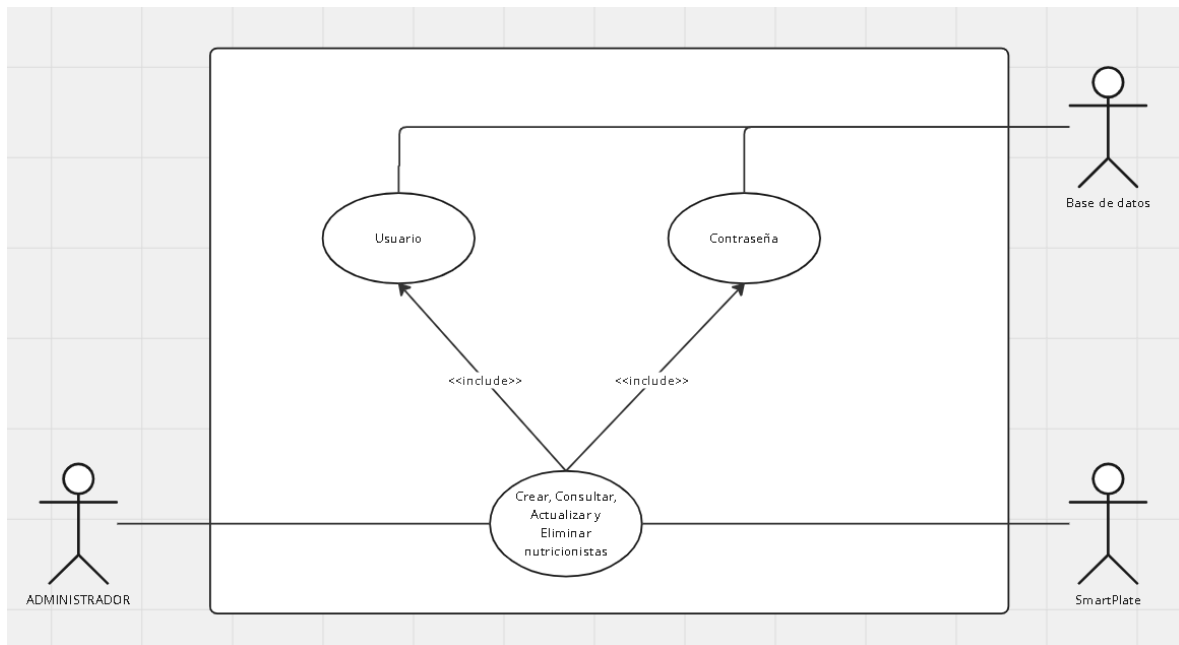 Base de datos
Usuario
Contraseña
<<include>>
<<include>>
Crear, Consultar,
Actualizar y
Eliminar
nutricionistas
ADMINISTRADOR
SmartPlate